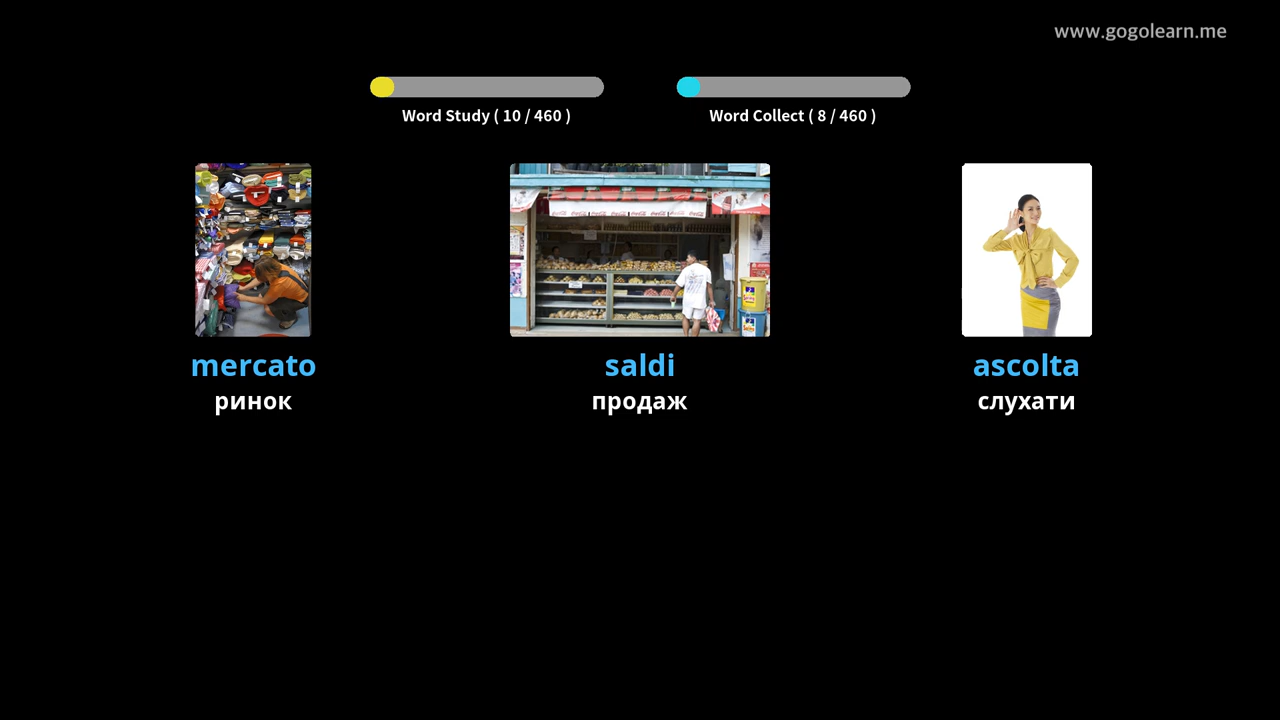 www.gogolearn.me
Word Study ( 10 / 460 )
Word Collect ( 8 / 460 )
mercato
saldi
ascolta
ринок
продаж
слухати